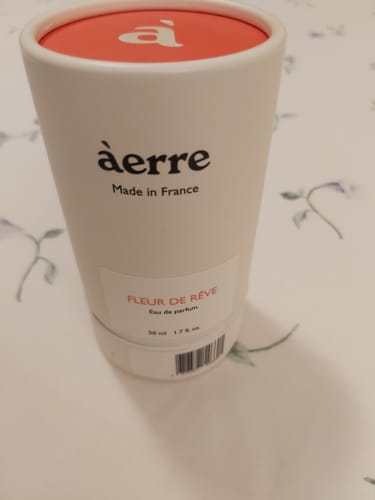 à
àerre
Made in France
FLEUR DE RÊVE
Eau de parfum
50 ml 1.7 fl. oz.